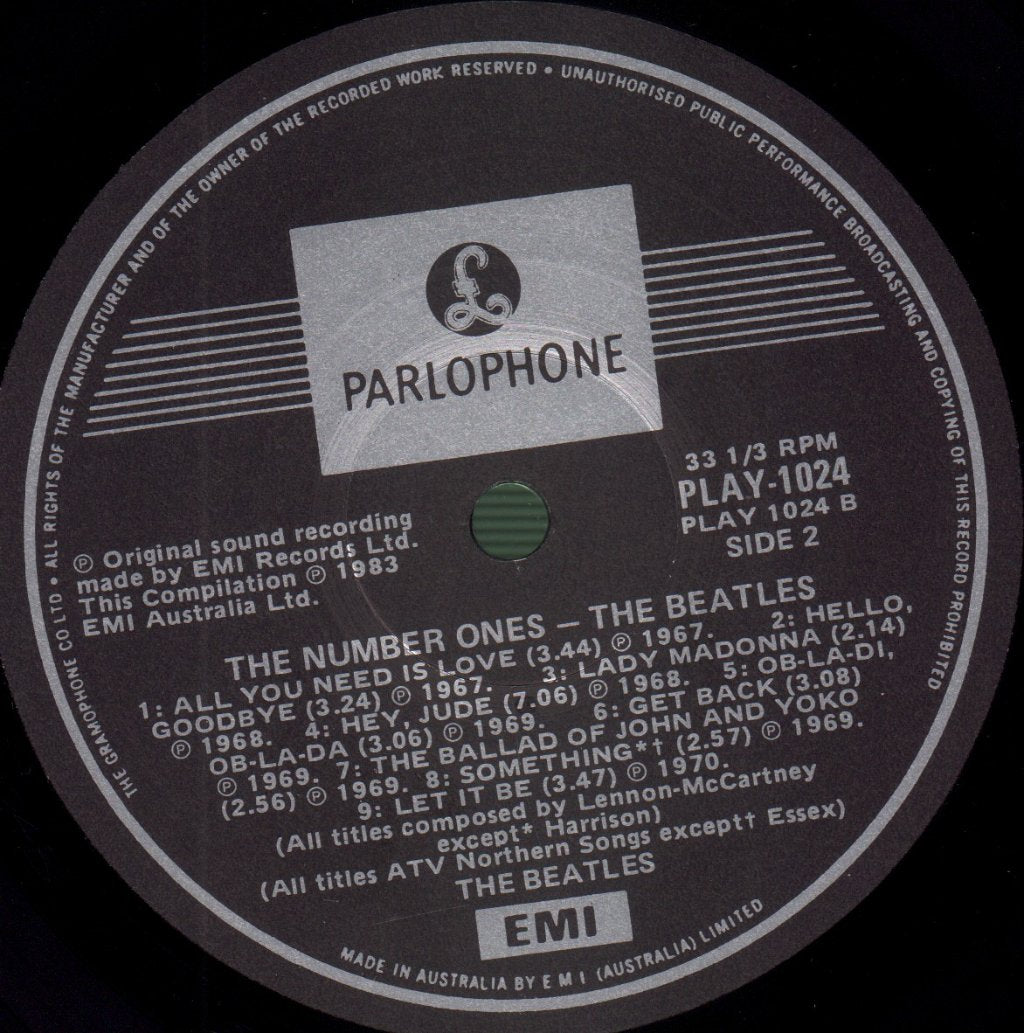 THE GRAMOPHONE CO LTD • ALL RIGHTS OF THE MANUFACTURER AND OF THE OWNER OF THE RECORDED WORK RESERVED • UNAUTHORISED PUBLIC PERFORMANCE BROADCASTING AND COPYING OF THIS RECORD PROHIBITED
£
PARLOPHONE
33 1/3 RPM
PLAY-1024
PLAY 1024 B
SIDE 2
Ⓟ Original sound recording
made by EMI Records Ltd.
This Compilation Ⓟ 1983
EMI Australia Ltd.
THE NUMBER ONES – THE BEATLES
1: ALL YOU NEED IS LOVE (3.44) Ⓟ 1967. 2: HELLO,
GOODBYE (3.24) Ⓟ 1967. 3: LADY MADONNA (2.14)
Ⓟ 1968. 4: HEY, JUDE (7.06) Ⓟ 1968. 5: OB-LA-DI,
OB-LA-DA (3.06) Ⓟ 1969. 6: GET BACK (3.08)
Ⓟ 1969. 7: THE BALLAD OF JOHN AND YOKO
(2.56) Ⓟ 1969. 8: SOMETHING*† (2.57) Ⓟ 1969.
9: LET IT BE (3.47) Ⓟ 1970.
(All titles composed by Lennon-McCartney
except* Harrison)
(All titles ATV Northern Songs except† Essex)
THE BEATLES
EMI
MADE IN AUSTRALIA BY E M I (AUSTRALIA) LIMITED